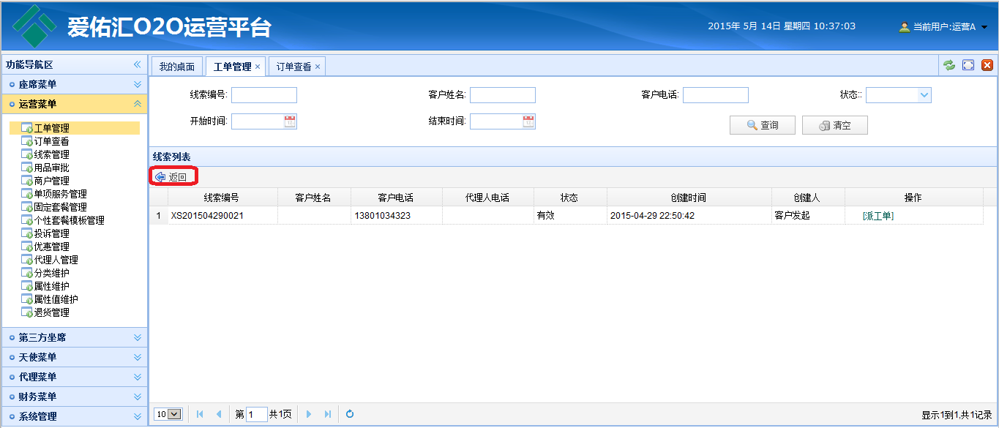 爱佑汇O2O运营平台
2015年 5月 14日 星期四 10:37:03
当前用户:运营A
功能导航区
座席菜单
运营菜单
工单管理
订单查看
线索管理
用品审批
商户管理
单项服务管理
固定套餐管理
个性套餐模板管理
投诉管理
优惠管理
代理人管理
分类维护
属性维护
属性值维护
退货管理
第三方坐席
天使菜单
代理菜单
财务菜单
系统管理
我的桌面 工单管理 × 订单查看 ×
线索编号: 客户姓名: 客户电话: 状态::
开始时间: 结束时间: 查询 清空
线索列表
返回
线索编号 客户姓名 客户电话 代理人电话 状态 创建时间 创建人 操作
1 XS201504290021 13801034323 有效 2015-04-29 22:50:42 客户发起 [派工单]
10 第 1 共1页 显示1到1,共1记录